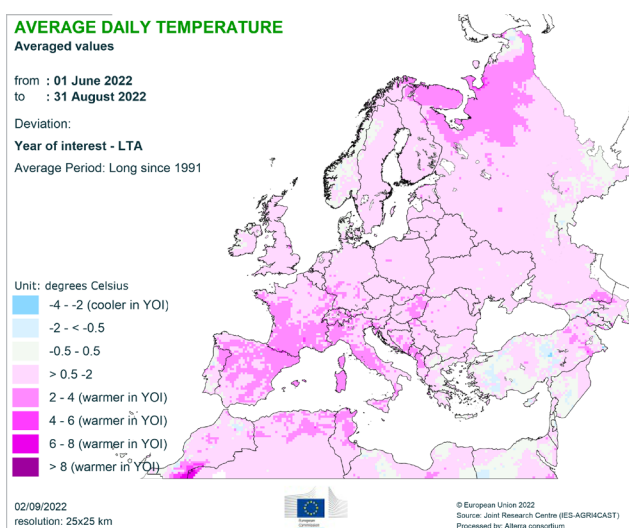 AVERAGE DAILY TEMPERATURE
Averaged values
from : 01 June 2022
to : 31 August 2022
Deviation:
Year of interest - LTA
Average Period: Long since 1991
Unit: degrees Celsius
-4 - -2 (cooler in YOI)
-2 - < -0.5
-0.5 - 0.5
> 0.5 -2
2 - 4 (warmer in YOI)
4 - 6 (warmer in YOI)
6 - 8 (warmer in YOI)
> 8 (warmer in YOI)
02/09/2022
resolution: 25x25 km
European
Commission
© European Union 2022
Source: Joint Research Centre (IES-AGRI4CAST)
Processed by: Alterra consortium